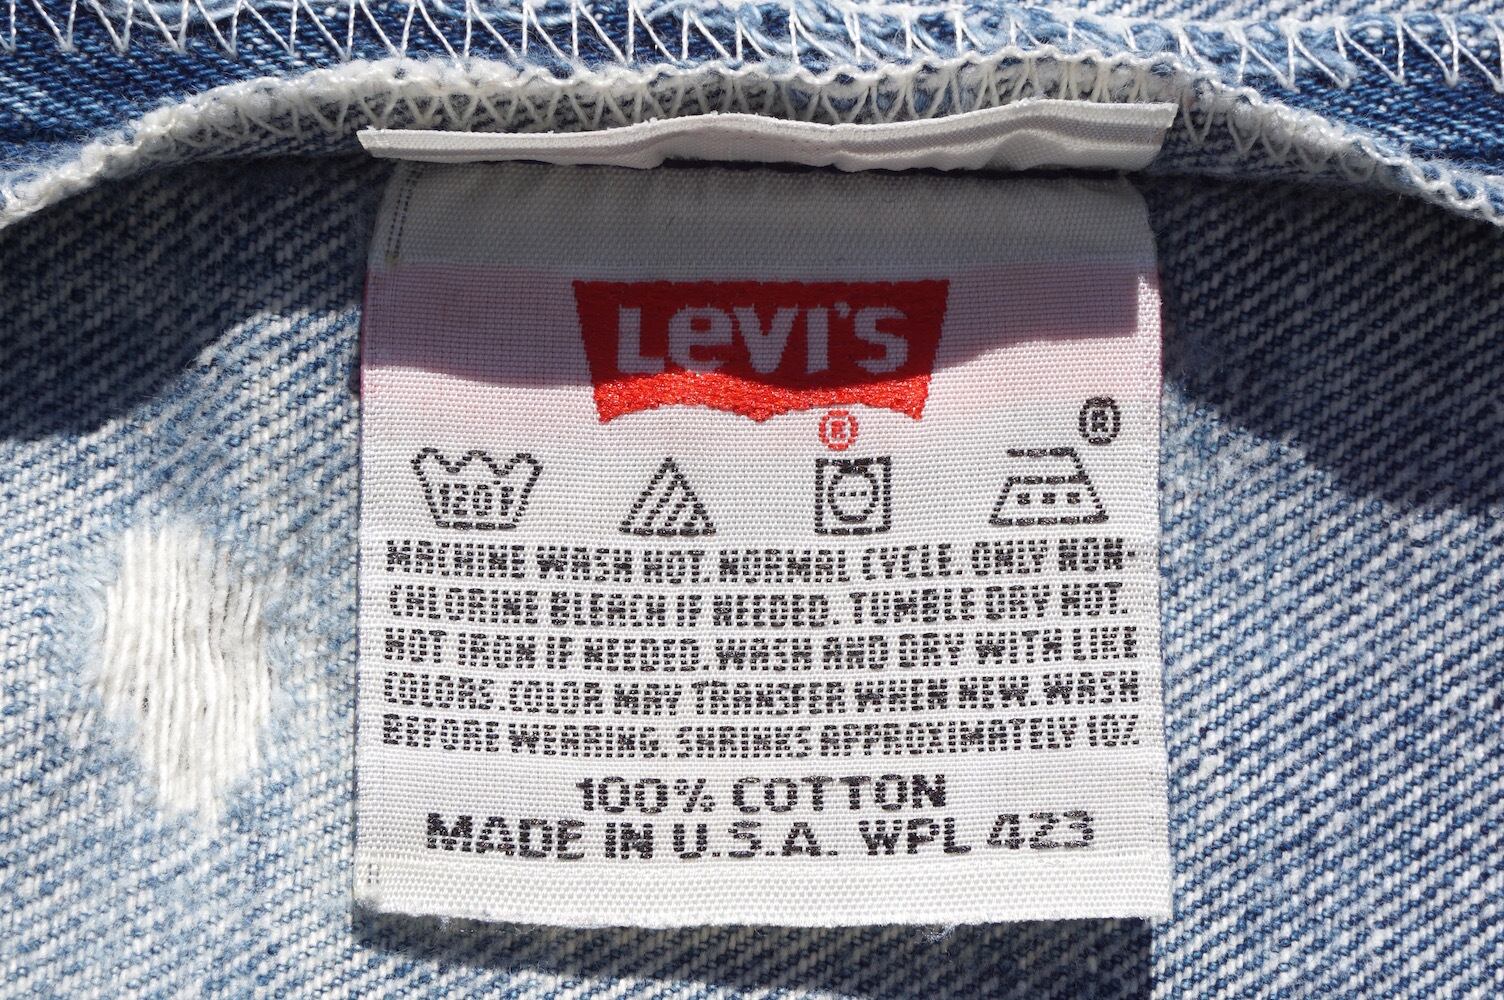 Levi's
®
®
120F
MACHINE WASH HOT. NORMAL CYCLE. ONLY NON-
CHLORINE BLEACH IF NEEDED. TUMBLE DRY HOT.
HOT IRON IF NEEDED. WASH AND DRY WITH LIKE
COLORS. COLOR MAY TRANSFER WHEN NEW. WASH
BEFORE WEARING. SHRINKS APPROXIMATELY 10%
100% COTTON
MADE IN U.S.A. WPL 423